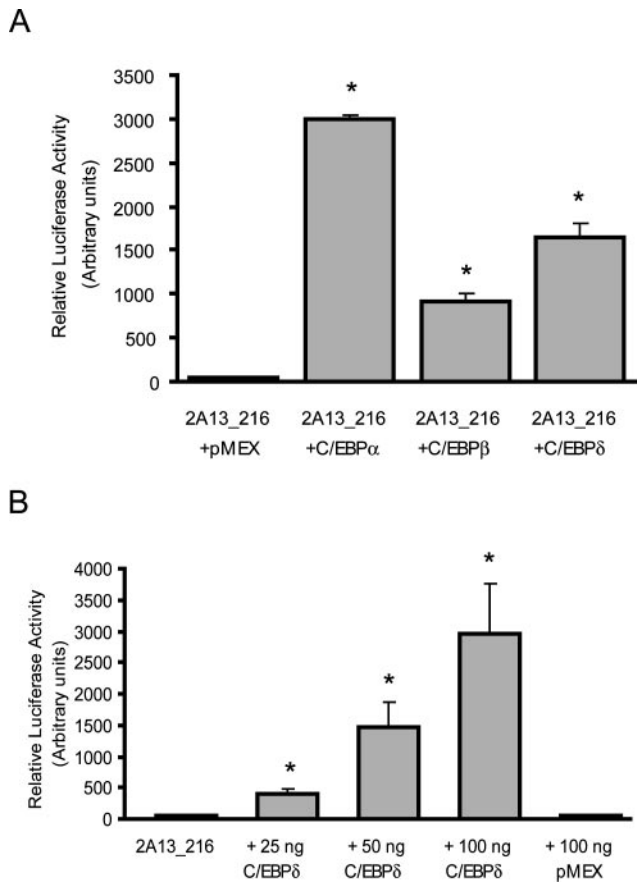 A
Relative Luciferase Activity
(Arbitrary units)
3500
3000
2500
2000
1500
1000
500
0
*
*
*
2A13_216 2A13_216 2A13_216 2A13_216
+pMEX +C/EBPα +C/EBPβ +C/EBPδ
B
Relative Luciferase Activity
(Arbitrary units)
4000
3500
3000
2500
2000
1500
1000
500
0
*
*
*
2A13_216 + 25 ng + 50 ng + 100 ng + 100 ng
C/EBPδ C/EBPδ C/EBPδ pMEX